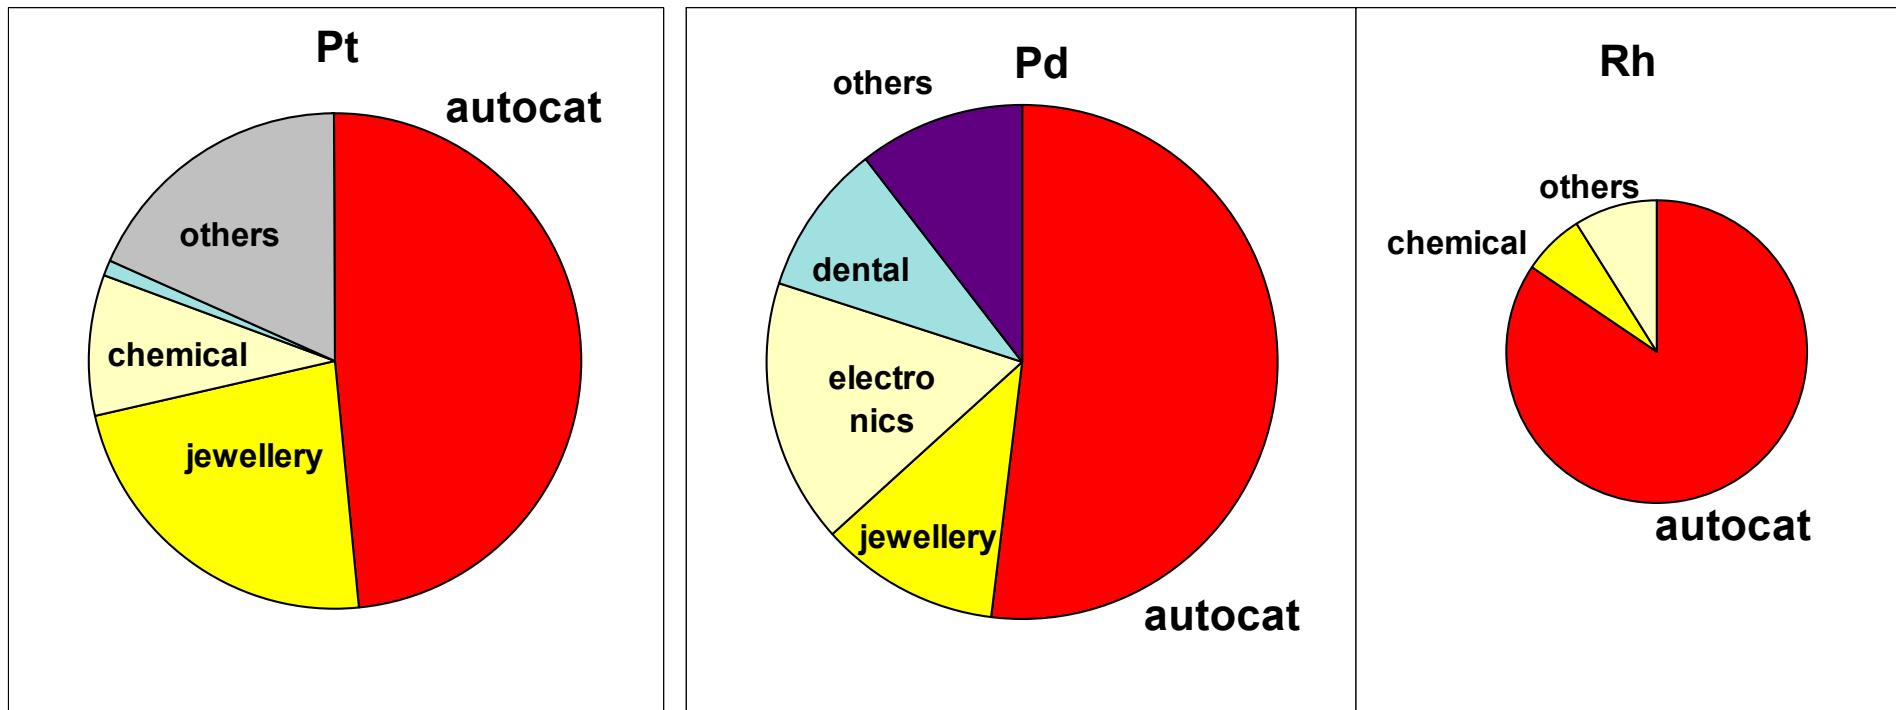 Pt
autocat
others
chemical
jewellery
Pd
others
dental
electro
nics
jewellery
autocat
Rh
others
chemical
autocat